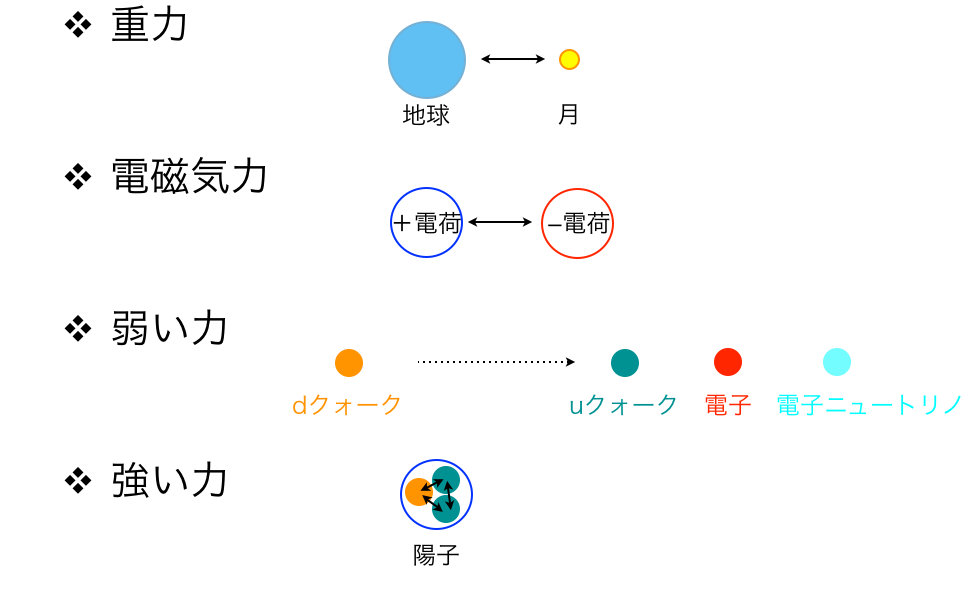 ❖ 重力
地球
月
❖ 電磁気力
+電荷
–電荷
❖ 弱い力
dクォーク
uクォーク
電子
電子ニュートリノ
❖ 強い力
陽子